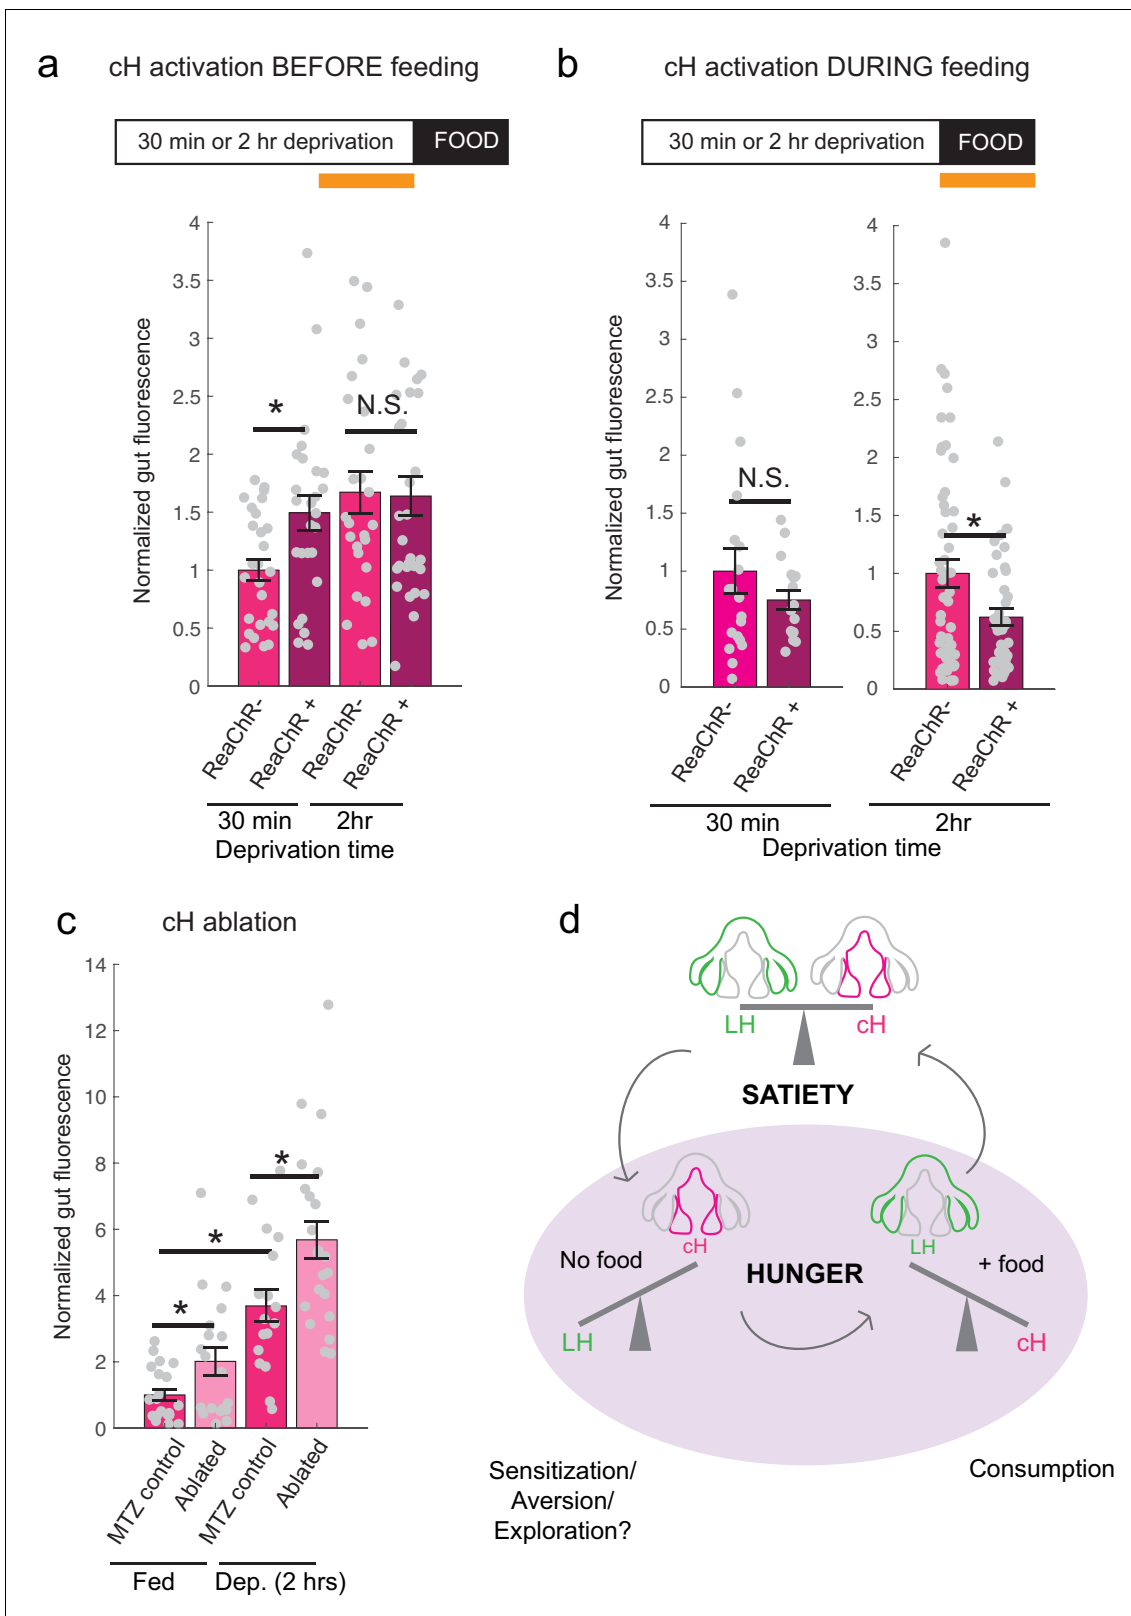 a
cH activation BEFORE feeding
30 min or 2 hr deprivation
FOOD
Normalized gut fluorescence
4
3.5
3
2.5
2
1.5
1
0.5
0
*
N.S.
ReaChR-
ReaChR +
ReaChR-
ReaChR +
30 min
2hr
Deprivation time
b
cH activation DURING feeding
30 min or 2 hr deprivation
FOOD
Normalized gut fluorescence
4
3.5
3
2.5
2
1.5
1
0.5
0
N.S.
ReaChR-
ReaChR +
30 min
4
3.5
3
2.5
2
1.5
1
0.5
0
*
ReaChR-
ReaChR +
2hr
Deprivation time
c
cH ablation
Normalized gut fluorescence
14
12
10
8
6
4
2
0
*
*
*
MTZ control
Ablated
MTZ control
Ablated
Fed
Dep. (2 hrs)
d
LH
cH
SATIETY
cH
LH
No food
HUNGER
+ food
LH
cH
Sensitization/
Aversion/
Exploration?
Consumption